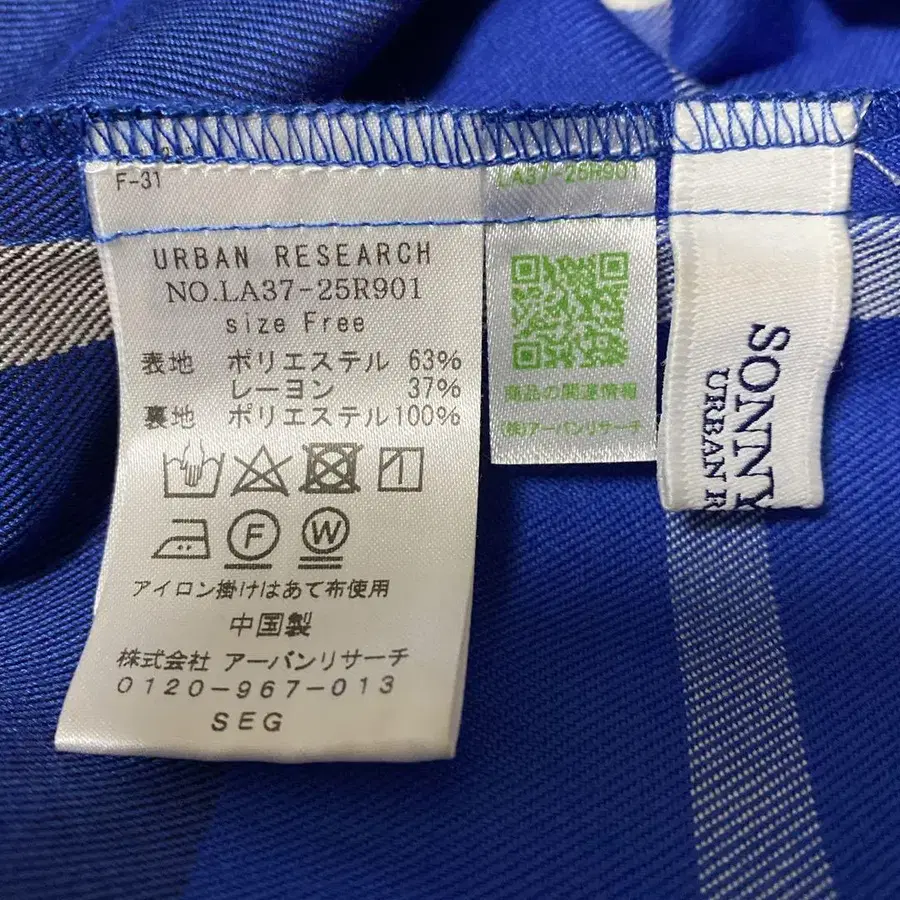 F-31
URBAN RESEARCH
NO.LA37-25R901
size Free
表地 ポリエステル 63%
レーヨン 37%
裏地 ポリエステル100%
F
W
アイロン掛けはあて布使用
中国製
株式会社 アーバンリサーチ
0120-967-013
SEG
LA37-25R901
商品の関連情報
(株)アーバンリサーチ
SONNY
URBAN R